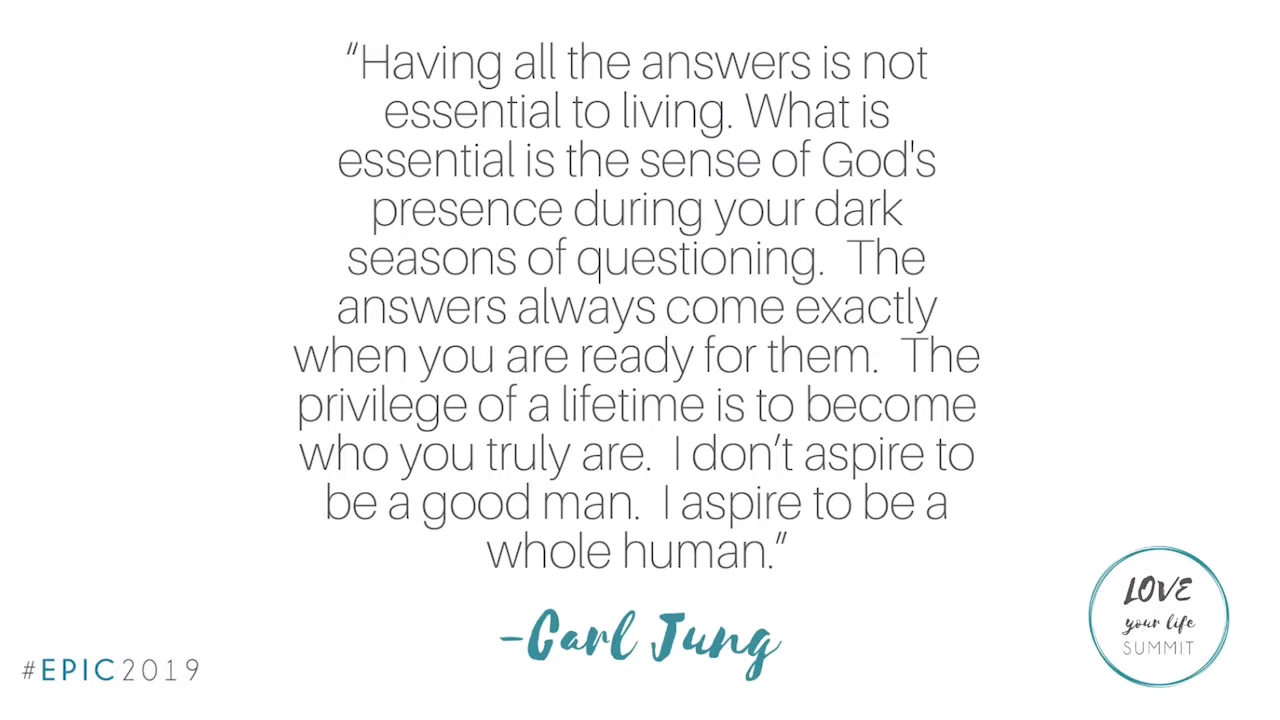 “Having all the answers is not
essential to living. What is
essential is the sense of God's
presence during your dark
seasons of questioning.  The
answers always come exactly
when you are ready for them.  The
privilege of a lifetime is to become
who you truly are.  I don’t aspire to
be a good man.  I aspire to be a
whole human.”
-Carl Jung
#EPIC2019
LOVE
your life
SUMMIT